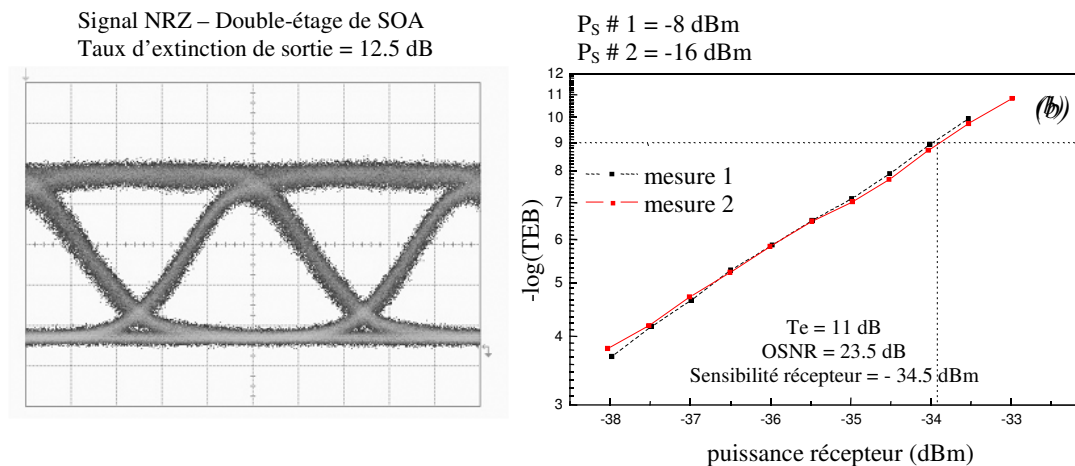 Signal NRZ – Double-étage de SOA
Taux d'extinction de sortie = 12.5 dB
P_S # 1 = -8 dBm
P_S # 2 = -16 dBm
12
11
10
9
8
7
6
5
4
3
-log(TEB)
(b)
mesure 1
mesure 2
Te = 11 dB
OSNR = 23.5 dB
Sensibilité récepteur = - 34.5 dBm
-38
-37
-36
-35
-34
-33
puissance récepteur (dBm)